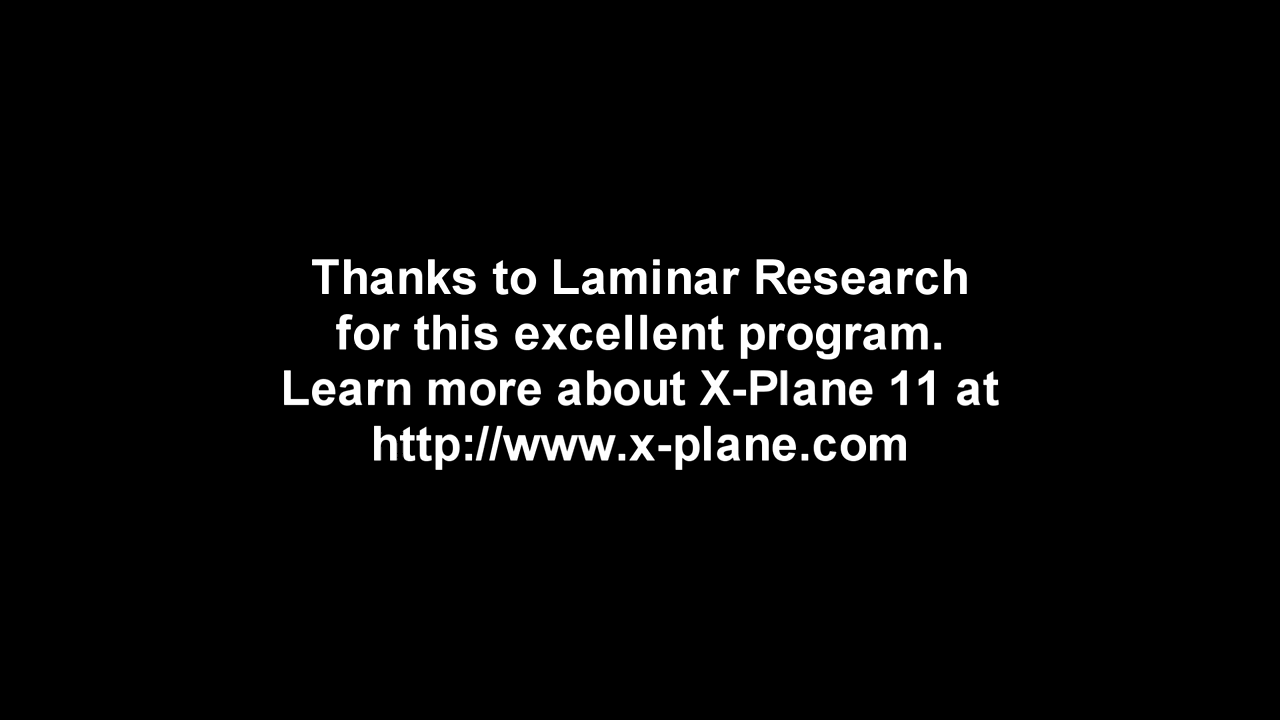 Thanks to Laminar Research
for this excellent program.
Learn more about X-Plane 11 at
http://www.x-plane.com